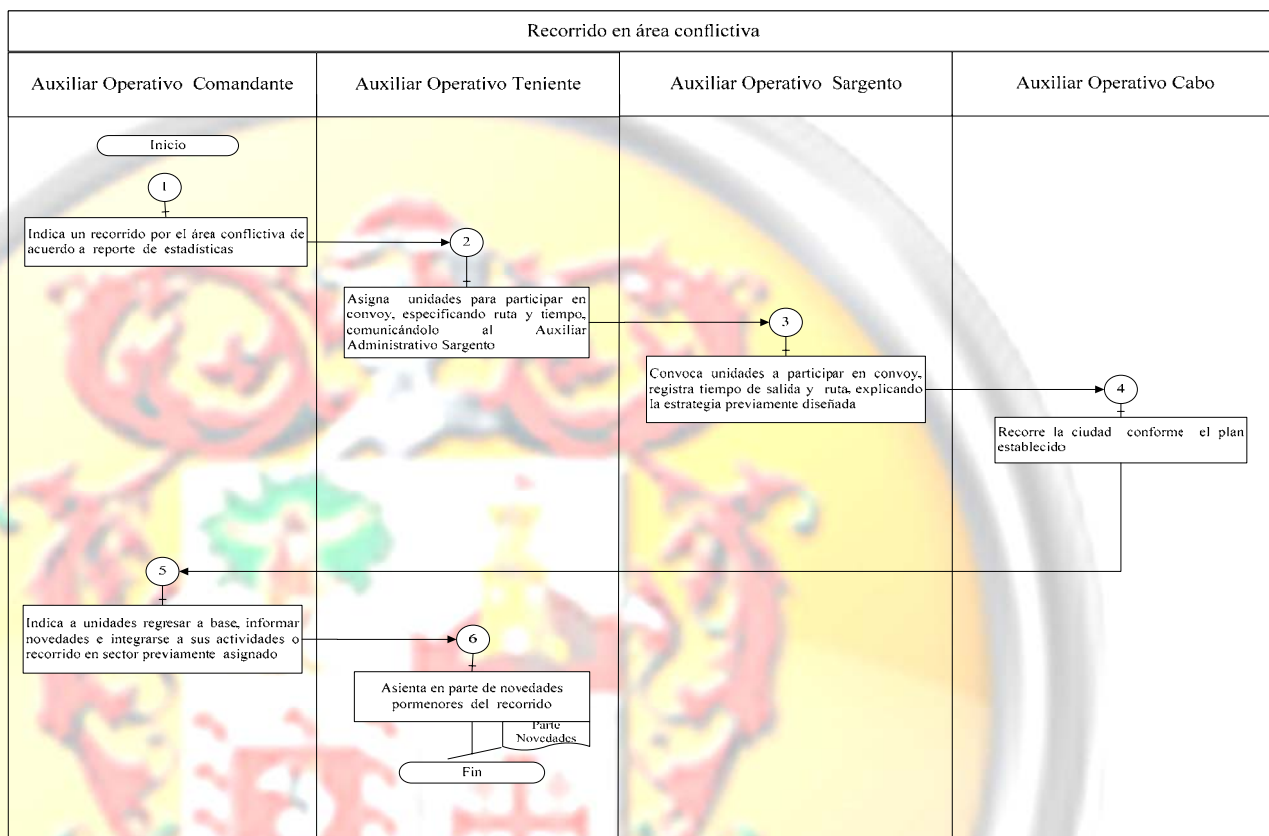 Recorrido en área conflictiva
Auxiliar Operativo Comandante
Auxiliar Operativo Teniente
Auxiliar Operativo Sargento
Auxiliar Operativo Cabo
Inicio
1
Indica un recorrido por el área conflictiva de
acuerdo a reporte de estadísticas
2
Asigna unidades para participar en
convoy, especificando ruta y tiempo,
comunicándolo al Auxiliar
Administrativo Sargento
3
Convoca unidades a participar en convoy,
registra tiempo de salida y ruta, explicando
la estrategia previamente diseñada
4
Recorre la ciudad conforme el plan
establecido
5
Indica a unidades regresar a base, informar
novedades e integrarse a sus actividades o
recorrido en sector previamente asignado
6
Asienta en parte de novedades
pormenores del recorrido
Parte
Novedades
Fin